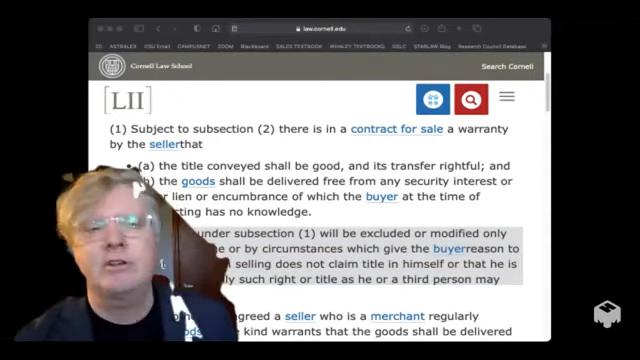 law.cornell.edu
ASTRALEX CSU Email CAMPUSNET ZOOM Blackboard SALES TEXTBOOK WHALEY TEXTBOOKS STARLAW Research Council Database
Cornell Law School Search Cornell
[LII]
(1) Subject to subsection (2) there is in a contract for sale a warranty
by the sellerthat
(a) the title conveyed shall be good, and its transfer rightful; and
the goods shall be delivered free from any security interest or
lien or encumbrance of which the buyer at the time of
has no knowledge.
under subsection (1) will be excluded or modified only
or by circumstances which give the buyerreason to
selling does not claim title in himself or that he is
such right or title as he or a third person may
agreed a seller who is a merchant regularly
kind warrants that the goods shall be delivered